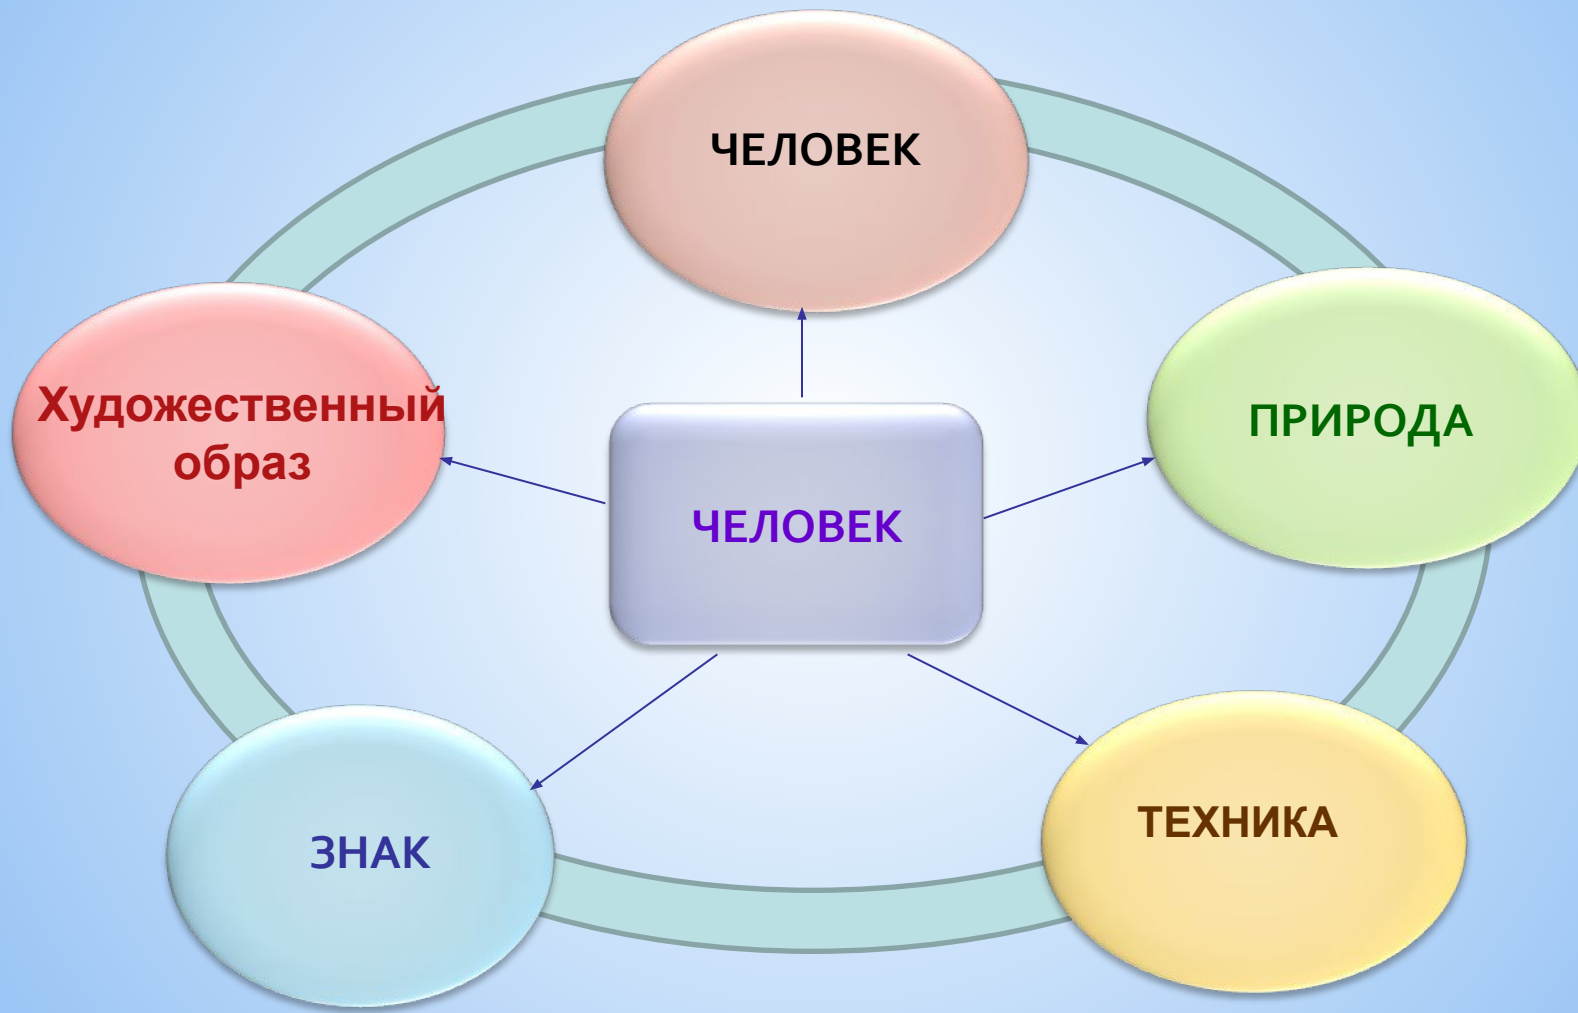 ЧЕЛОВЕК
Художественный
образ
ПРИРОДА
ЧЕЛОВЕК
ЗНАК
ТЕХНИКА